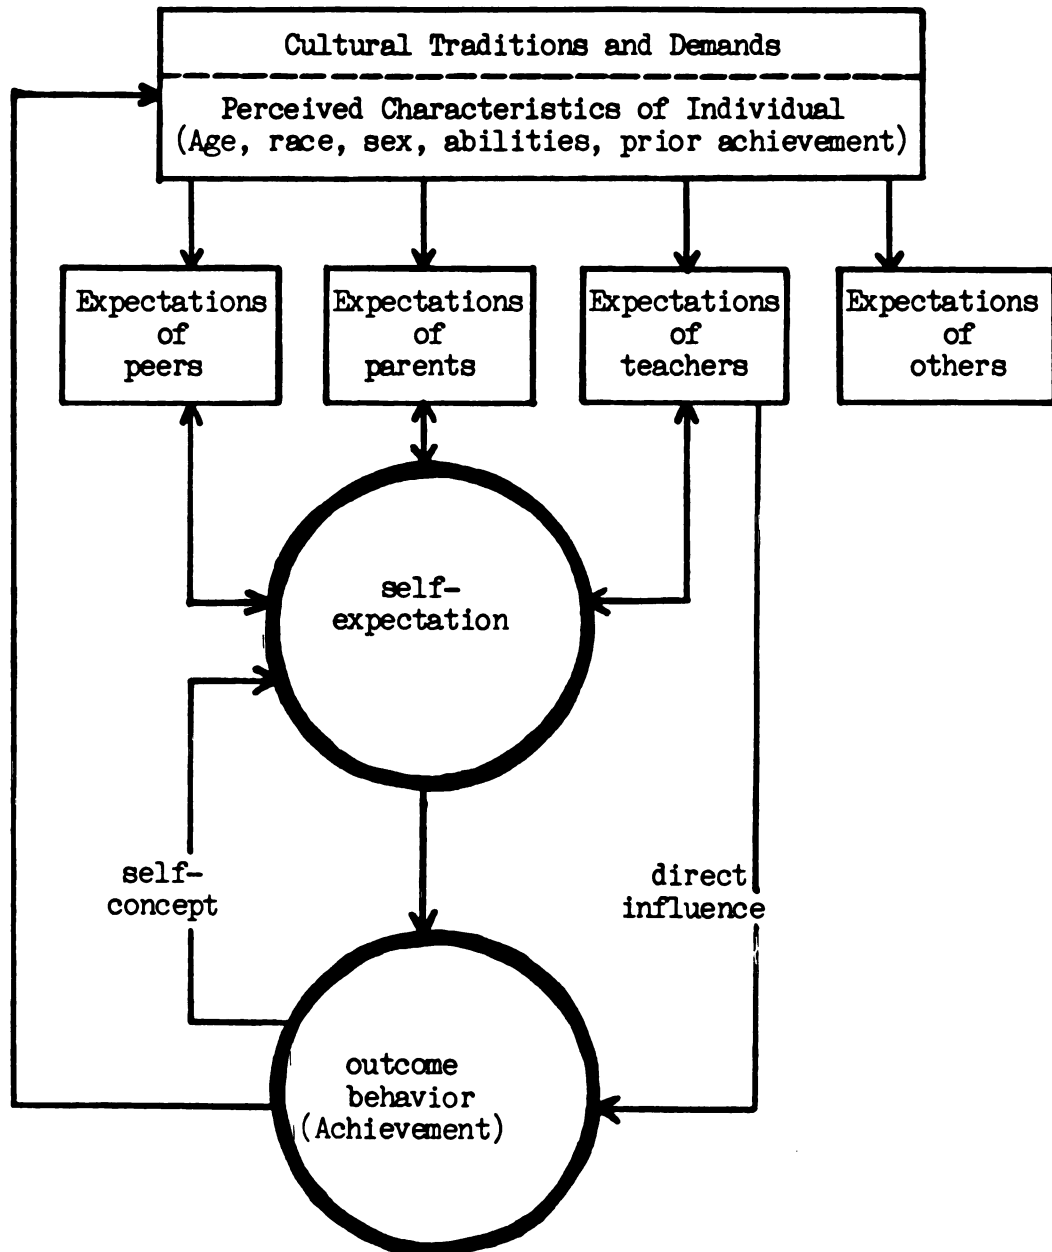 Cultural Traditions and Demands
Perceived Characteristics of Individual
(Age, race, sex, abilities, prior achievement)
Expectations
of
peers
Expectations
of
parents
Expectations
of
teachers
Expectations
of
others
self-
expectation
self-
concept
direct
influence
outcome
behavior
(Achievement)